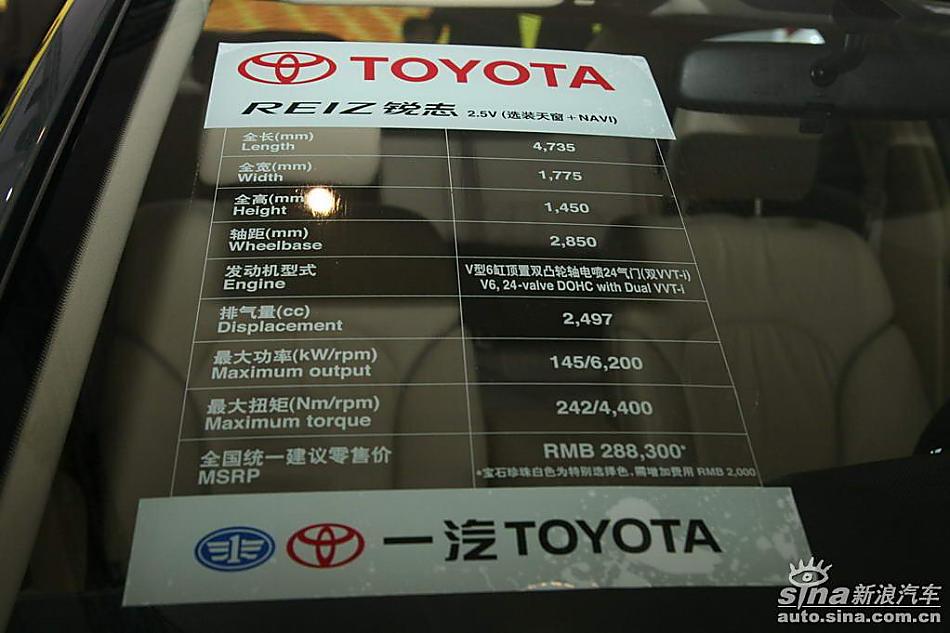 TOYOTA
REIZ 锐志 2.5V (选装天窗+NAVI)
全长(mm)
Length
4,735
全宽(mm)
Width
1,775
全高(mm
Height
1,450
轴距(mm)
Wheelbase
2,850
发动机型式
Engine
V型6缸顶置双凸轮轴电喷24气门(双VVT-i)
V6, 24-valve DOHC with Dual VVT-i
排气量(cc)
Displacement
2,497
最大功率(kW/rpm)
Maximum output
145/6,200
最大扭矩(Nm/rpm)
Maximum torque
242/4,400
全国统一建议零售价
MSRP
RMB 288,300*
*宝石珍珠白色为特别选择色,需增加费用 RMB 2,000
一汽TOYOTA
sina新浪汽车
auto.sina.com.cn